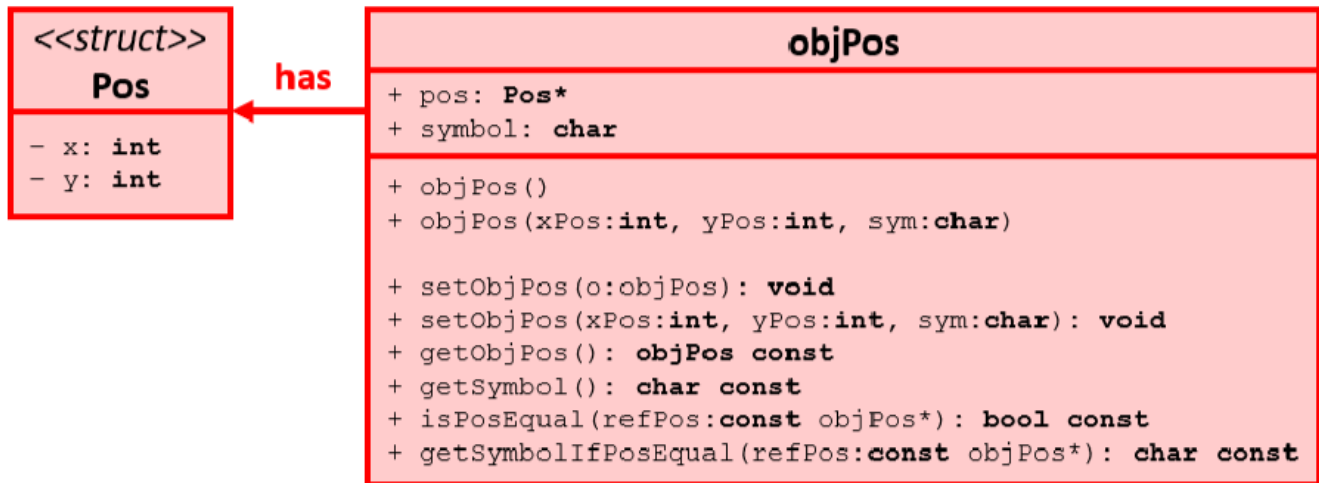 <<struct>>
Pos
- x: int
- y: int
has
objPos
+ pos: Pos*
+ symbol: char
+ objPos()
+ objPos(xPos:int, yPos:int, sym:char)
+ setObjPos(o:objPos): void
+ setObjPos(xPos:int, yPos:int, sym:char): void
+ getObjPos(): objPos const
+ getSymbol(): char const
+ isPosEqual(refPos:const objPos*): bool const
+ getSymbolIfPosEqual(refPos:const objPos*): char const